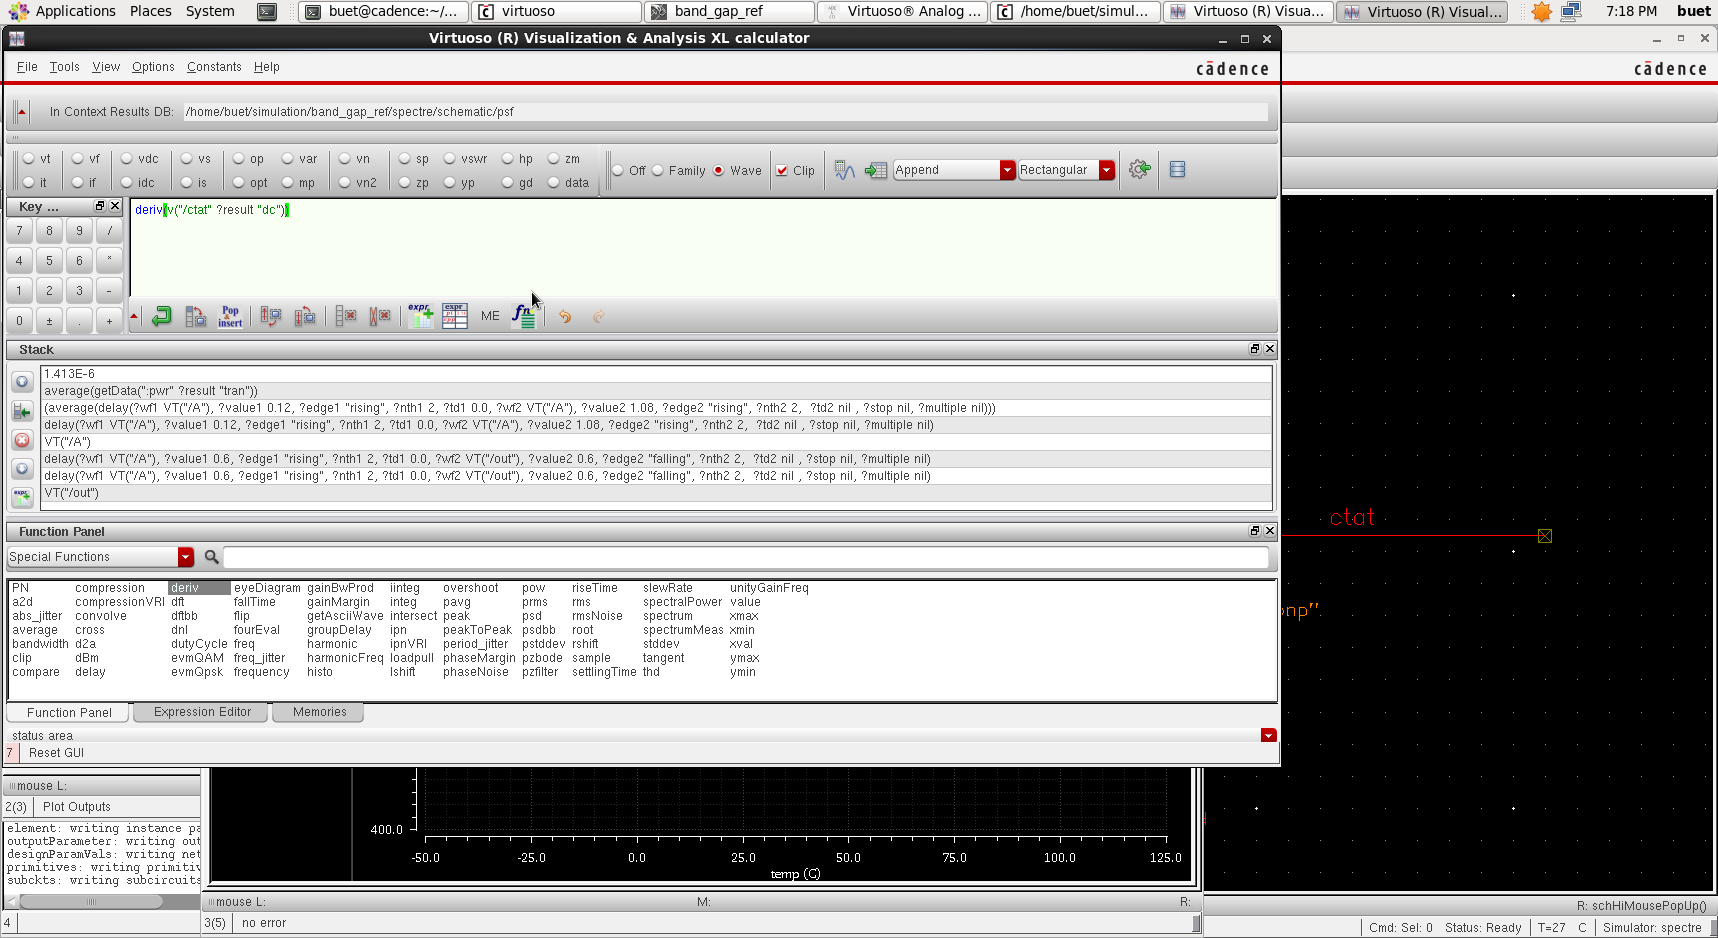 Applications Places System buet@cadence:~/... virtuoso band_gap_ref Virtuoso® Analog ... /home/buet/simul... Virtuoso (R) Visua... Virtuoso (R) Visual... 7:18 PM buet
Virtuoso (R) Visualization & Analysis XL calculator
File Tools View Options Constants Help
cādence
cādence
In Context Results DB: /home/buet/simulation/band_gap_ref/spectre/schematic/psf
vt vf vdc vs op var vn sp vswr hp zm
it if idc is opt mp vn2 zp yp gd data
Off Family Wave Clip Append Rectangular
Key ...
7 8 9 /
4 5 6 *
1 2 3 -
0 ± . +
deriv(v("/ctat" ?result "dc"))
Pop insert expr expr ME fn
Stack
1.413E-6
average(getData(":pwr" ?result "tran"))
(average(delay(?wf1 VT("/A"), ?value1 0.12, ?edge1 "rising", ?nth1 2, ?td1 0.0, ?wf2 VT("/A"), ?value2 1.08, ?edge2 "rising", ?nth2 2,  ?td2 nil , ?stop nil, ?multiple nil)))
delay(?wf1 VT("/A"), ?value1 0.12, ?edge1 "rising", ?nth1 2, ?td1 0.0, ?wf2 VT("/A"), ?value2 1.08, ?edge2 "rising", ?nth2 2,  ?td2 nil , ?stop nil, ?multiple nil)
VT("/A")
delay(?wf1 VT("/A"), ?value1 0.6, ?edge1 "rising", ?nth1 2, ?td1 0.0, ?wf2 VT("/out"), ?value2 0.6, ?edge2 "falling", ?nth2 2,  ?td2 nil , ?stop nil, ?multiple nil)
delay(?wf1 VT("/A"), ?value1 0.6, ?edge1 "rising", ?nth1 2, ?td1 0.0, ?wf2 VT("/out"), ?value2 0.6, ?edge2 "falling", ?nth2 2,  ?td2 nil , ?stop nil, ?multiple nil)
VT("/out")
expr
Function Panel
Special Functions
PN compression deriv eyeDiagram gainBwProd iinteg overshoot pow riseTime slewRate unityGainFreq
a2d compressionVRI dft fallTime gainMargin integ pavg prms rms spectralPower value
abs_jitter convolve dftbb flip getAsciiWave intersect peak psd rmsNoise spectrum xmax
average cross dnl fourEval groupDelay ipn peakToPeak psdbb root spectrumMeas xmin
bandwidth d2a dutyCycle freq harmonic ipnVRI period_jitter pstddev rshift stddev xval
clip dBm evmQAM freq_jitter harmonicFreq loadpull phaseMargin pzbode sample tangent ymax
compare delay evmQpsk frequency histo lshift phaseNoise pzfilter settlingTime thd ymin
Function Panel Expression Editor Memories
status area
7 Reset GUI
ctat
pnp"
mouse L:
2(3) Plot Outputs
element: writing instance pa
outputParameter: writing out
designParamVals: writing net
primitives: writing primitiv
subckts: writing subcircuits
4
400.0
-50.0 -25.0 0.0 25.0 50.0 75.0 100.0 125.0
temp (C)
mouse L: M: R:
3(5) no error
R: schHiMousePopUp()
Cmd: Sel: 0 Status: Ready T=27 C Simulator: spectre